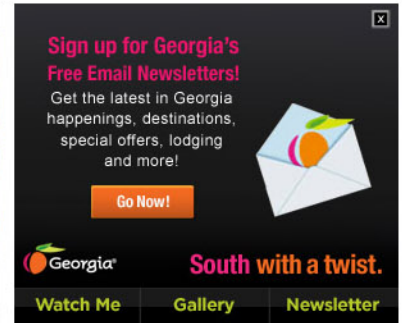 X
Sign up for Georgia's
Free Email Newsletters!
Get the latest in Georgia
happenings, destinations,
special offers, lodging
and more!
Go Now!
Georgia®
South with a twist.
Watch Me
Gallery
Newsletter